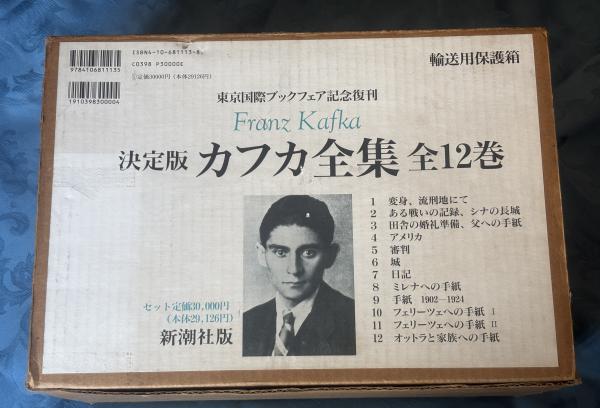 ISBN4-10-681113-8
C0398 P30000E
定価30000円(本体29126円)
9784106811135
1910398300004
輸送用保護箱
東京国際ブックフェア記念復刊
Franz Kafka
決定版 カフカ全集 全12巻
1 変身、流刑地にて
2 ある戦いの記録、シナの長城
3 田舎の婚礼準備、父への手紙
4 アメリカ
5 審判
6 城
7 日記
8 ミレナへの手紙
9 手紙 1902―1924
10 フェリーツェへの手紙 I
11 フェリーツェへの手紙 II
12 オットラと家族への手紙
セット定価30,000円
(本体29,126円)
新潮社版